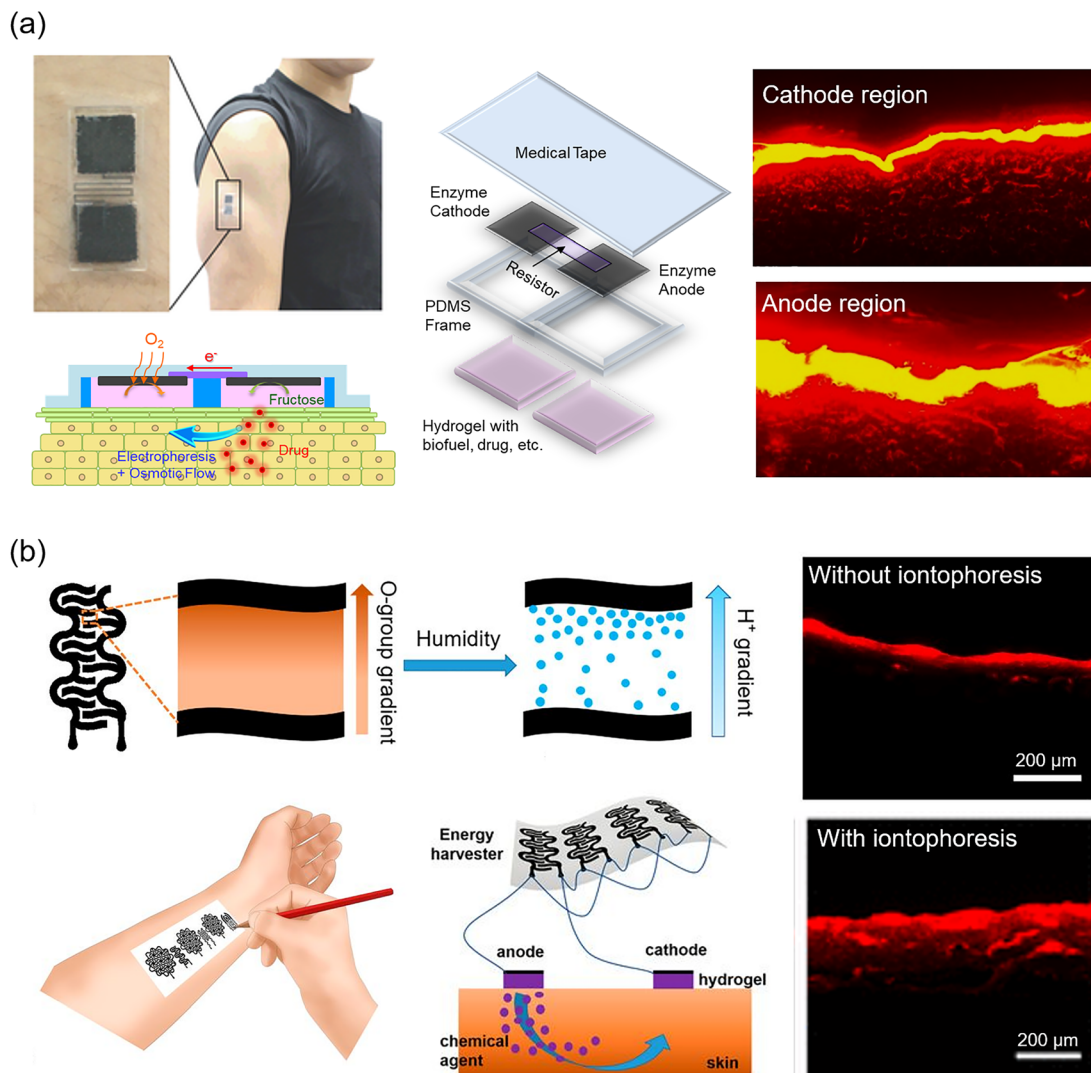 (a)
Medical Tape
Enzyme
Cathode
Resistor
Enzyme
Anode
PDMS
Frame
Hydrogel with
biofuel, drug, etc.
O2
e-
Fructose
Drug
Electrophoresis
+ Osmotic Flow
Cathode region
Anode region
(b)
O-group gradient
Humidity
H+ gradient
Without iontophoresis
200 μm
Energy
harvester
anode
cathode
hydrogel
chemical
agent
skin
With iontophoresis
200 μm